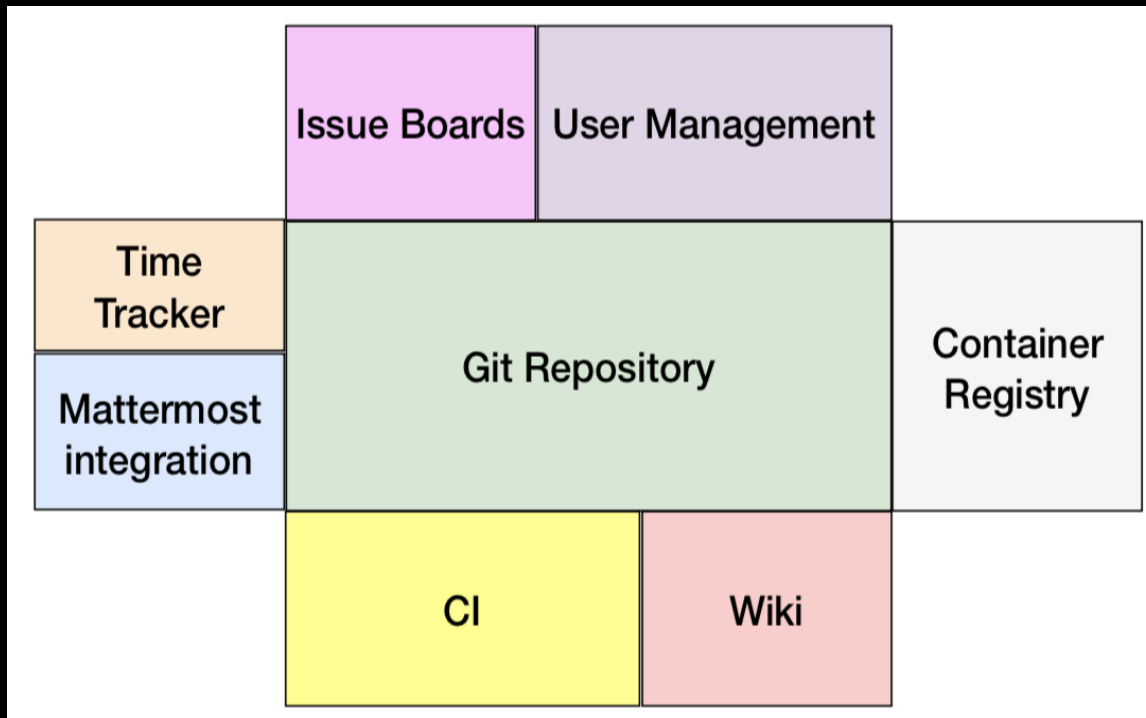 Issue Boards
User Management
Time
Tracker
Mattermost
integration
Git Repository
Container
Registry
CI
Wiki